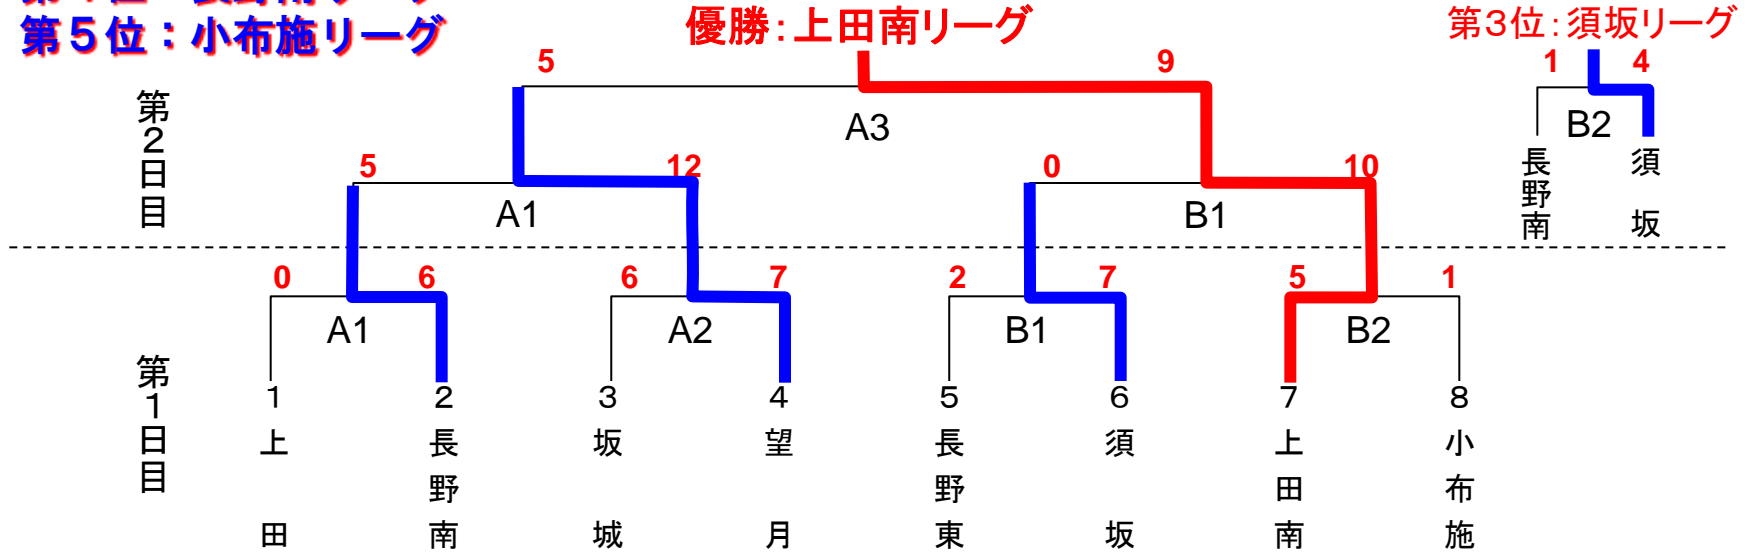 第５位：小布施リーグ
優勝：上田南リーグ
第３位：須坂リーグ
5
9
1
4
第２日目
A3
B2
長野南
須坂
5
12
0
10
A1
B1
0
6
6
7
2
7
5
1
A1
A2
B1
B2
第１日目
1
2
3
4
5
6
7
8
上田
長野南
坂城
望月
長野東
須坂
上田南
小布施